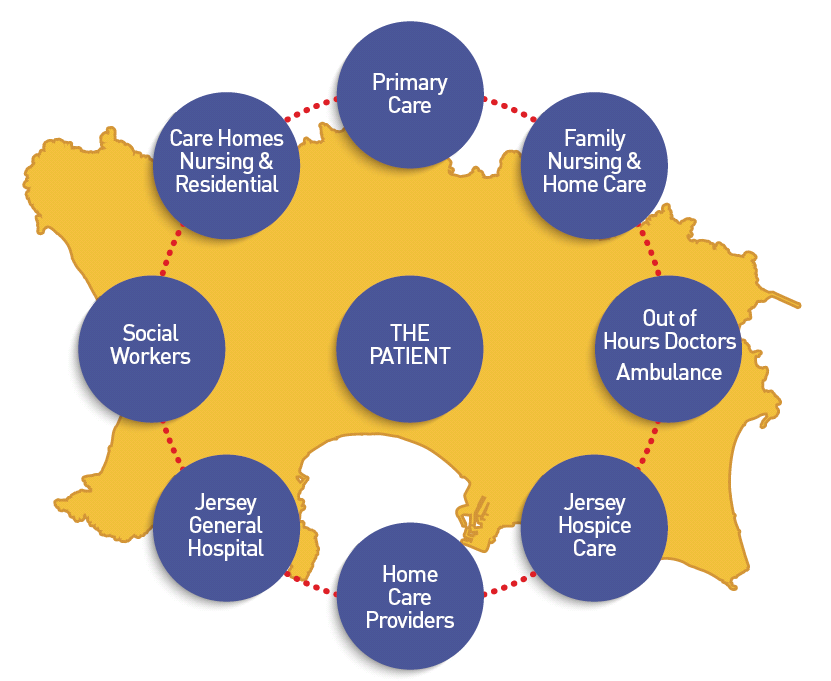 Primary
Care
Family
Nursing &
Home Care
Out of
Hours Doctors
Ambulance
Jersey
Hospice
Care
Home
Care
Providers
Jersey
General
Hospital
Social
Workers
Care Homes
Nursing &
Residential
THE
PATIENT